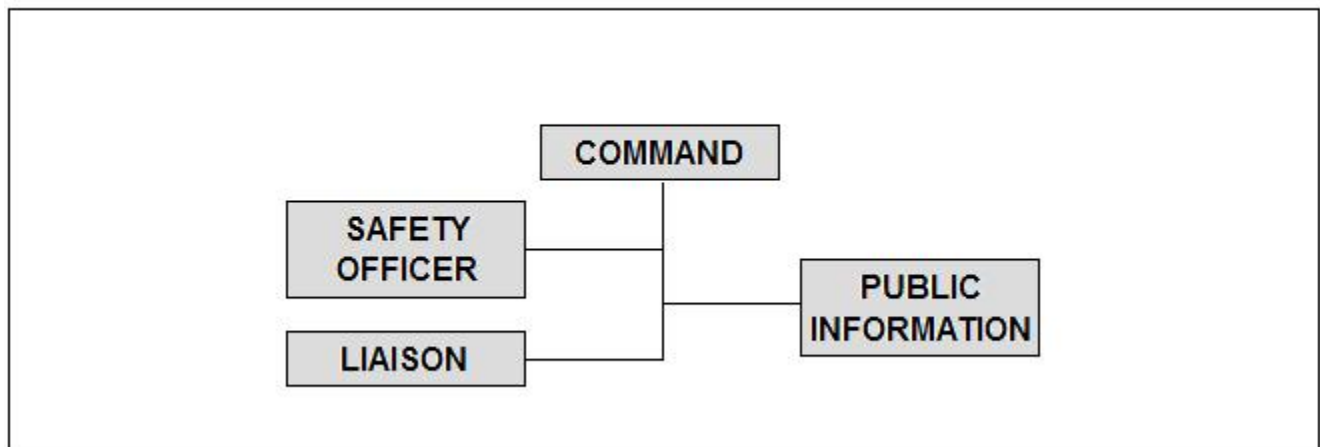 COMMAND
SAFETY
OFFICER
PUBLIC
INFORMATION
LIAISON